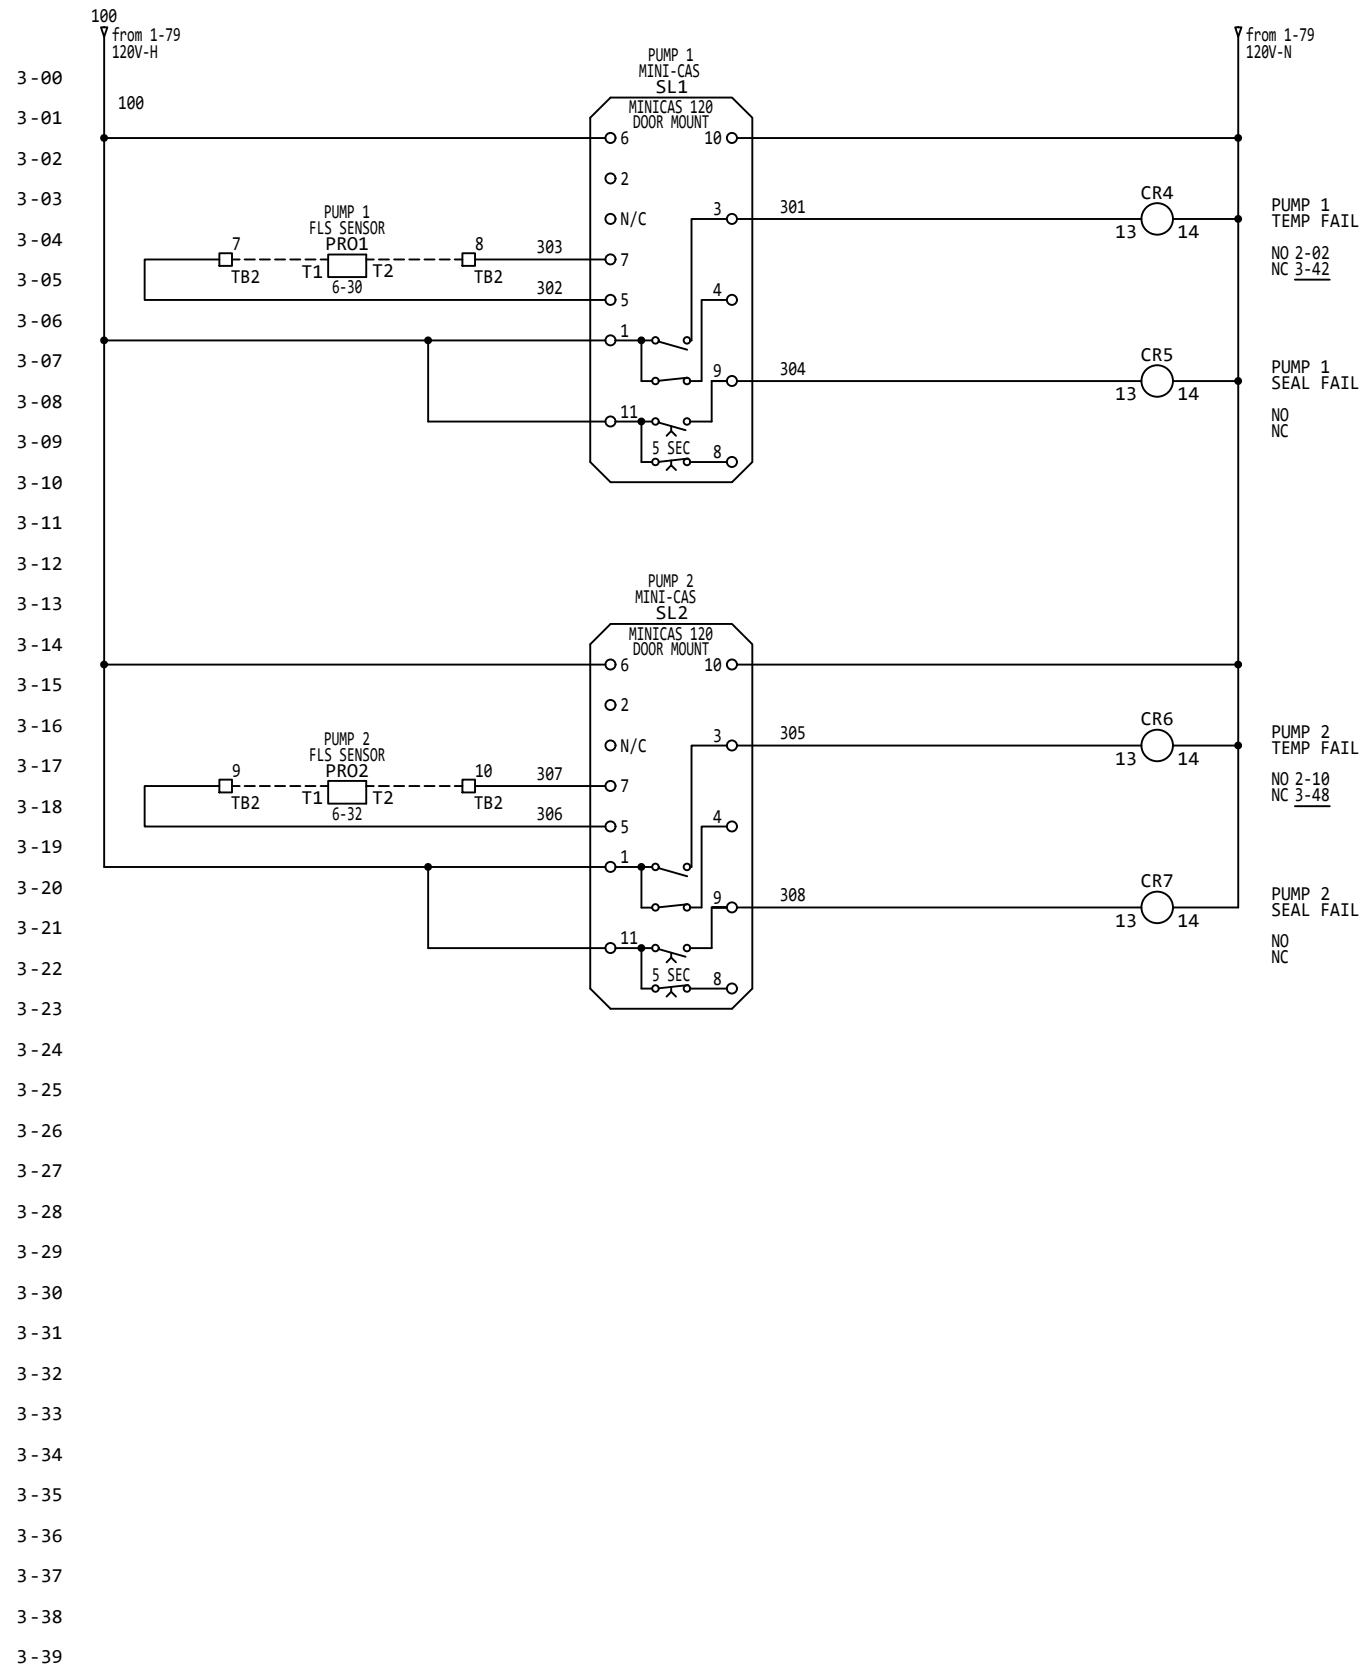 100
from 1-79
120V-H
from 1-79
120V-N
PUMP 1
MINI-CAS
SL1
3-00
100
MINICAS 120
DOOR MOUNT
3-01
6
10
3-02
2
3-03
CR4
N/C
3
301
13
14
PUMP 1
TEMP FAIL
PUMP 1
FLS SENSOR
PRO1
3-04
7
TB2
T1
T2
6-30
8
TB2
303
7
NO 2-02
NC 3-42
3-05
302
5
4
3-06
1
3-07
CR5
9
304
13
14
PUMP 1
SEAL FAIL
3-08
11
NO
NC
3-09
5 SEC
8
3-10
3-11
3-12
PUMP 2
MINI-CAS
SL2
3-13
MINICAS 120
DOOR MOUNT
3-14
6
10
3-15
2
3-16
CR6
N/C
3
305
13
14
PUMP 2
TEMP FAIL
PUMP 2
FLS SENSOR
PRO2
3-17
9
TB2
T1
T2
6-32
10
TB2
307
7
NO 2-10
NC 3-48
3-18
306
5
4
3-19
1
3-20
CR7
9
308
13
14
PUMP 2
SEAL FAIL
3-21
11
NO
NC
3-22
5 SEC
8
3-23
3-24
3-25
3-26
3-27
3-28
3-29
3-30
3-31
3-32
3-33
3-34
3-35
3-36
3-37
3-38
3-39